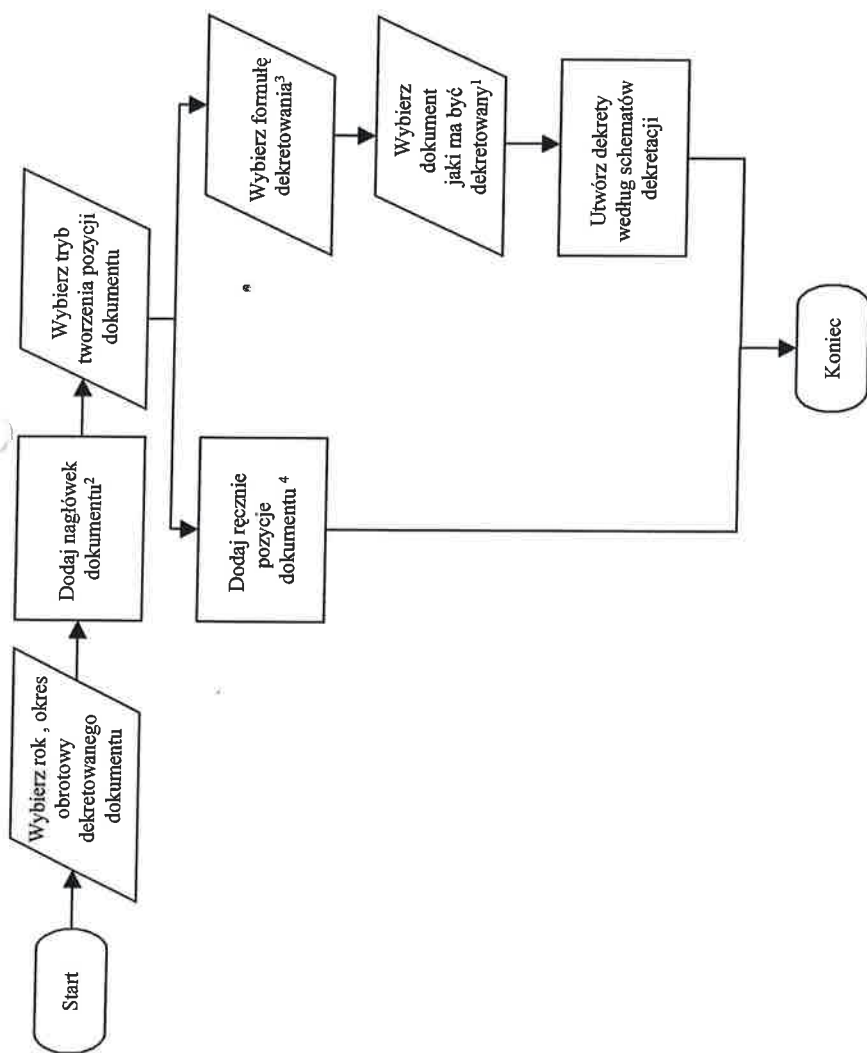 Start
Wybierz rok , okres
obrotowy
dekretowanego
dokumentu
Dodaj nagłówek
dokumentu²
Wybierz tryb
tworzenia pozycji
dokumentu
Dodaj ręcznie
pozycje
dokumentu ⁴
Wybierz formułę
dekretowania³
Wybierz
dokument
jaki ma być
dekretowany¹
Utwórz dekrety
według schematów
dekretacji
Koniec